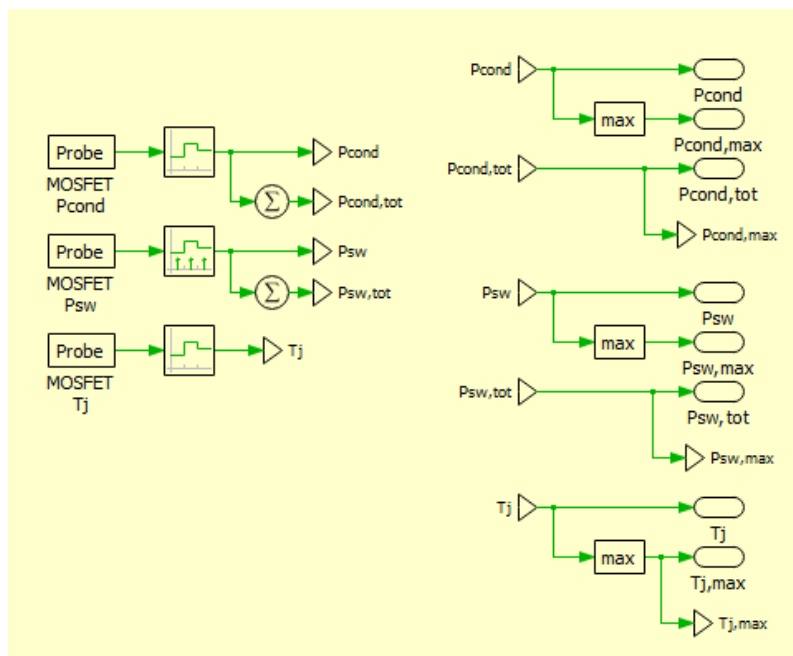 Probe
MOSFET
Pcond
Pcond
Σ
Pcond,tot
Probe
MOSFET
Psw
Psw
Σ
Psw,tot
Probe
MOSFET
Tj
Tj
Pcond
Pcond
max
Pcond,max
Pcond,tot
Pcond,tot
Pcond,max
Psw
Psw
max
Psw,max
Psw,tot
Psw,tot
Psw,max
Tj
Tj
max
Tj,max
Tj,max